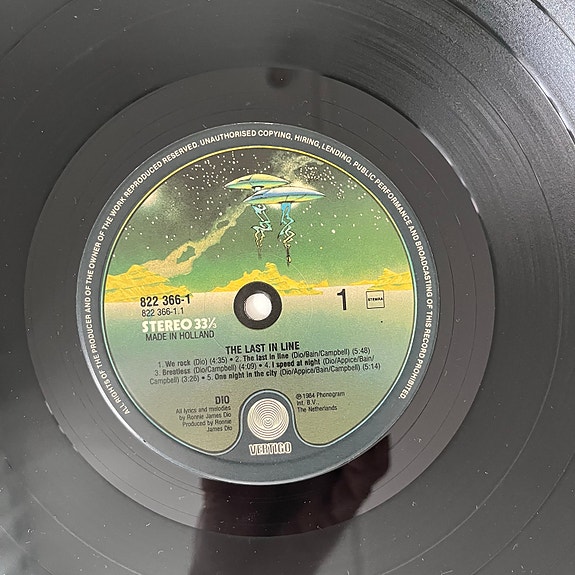 ALL RIGHTS OF THE PRODUCER AND OF THE OWNER OF THE WORK REPRODUCED RESERVED. UNAUTHORISED COPYING, HIRING, LENDING, PUBLIC PERFORMANCE AND BROADCASTING OF THIS RECORD PROHIBITED.
822 366-1
822 366-1.1
STEREO 33⅓
MADE IN HOLLAND
1
STEMRA
THE LAST IN LINE
1. We rock (Dio) (4:35) • 2. The last in line (Dio/Bain/Campbell) (5:48)
3. Breatless (Dio/Campbell) (4:09) • 4. I speed at night (Dio/Appice/Bain/
Campbell) (3:26) • 5. One night in the city (Dio/Appice/Bain/Campbell) (5:14)
DIO
All lyrics and melodies
by Ronnie James Dio
Produced by Ronnie
James Dio
℗ 1984 Phonogram
Int. B.V.,
The Netherlands
VERTIGO